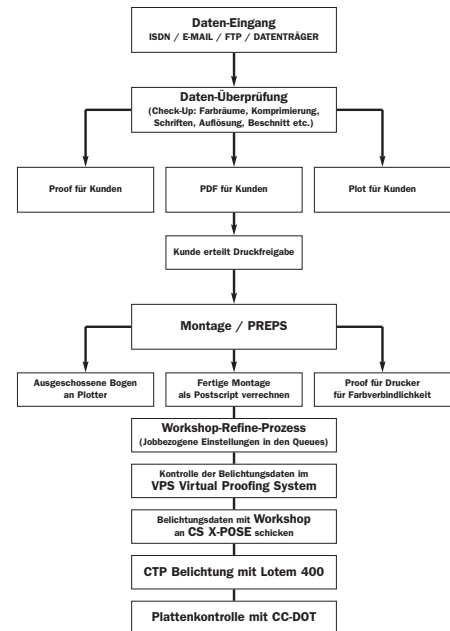 Daten-Eingang
ISDN / E-MAIL / FTP / DATENTRÄGER
Daten-Überprüfung
(Check-Up: Farbräume, Komprimierung,
Schriften, Auflösung, Beschnitt etc.)
Proof für Kunden
PDF für Kunden
Plot für Kunden
Kunde erteilt Druckfreigabe
Montage / PREPS
Ausgeschossene Bogen
an Plotter
Fertige Montage
als Postscript verrechnen
Proof für Drucker
für Farbverbindlichkeit
Workshop-Refine-Prozess
(Jobbezogene Einstellungen in den Queues)
Kontrolle der Belichtungsdaten im
VPS Virtual Proofing System
Belichtungsdaten mit Workshop
an CS X-POSE schicken
CTP Belichtung mit Lotem 400
Plattenkontrolle mit CC-DOT